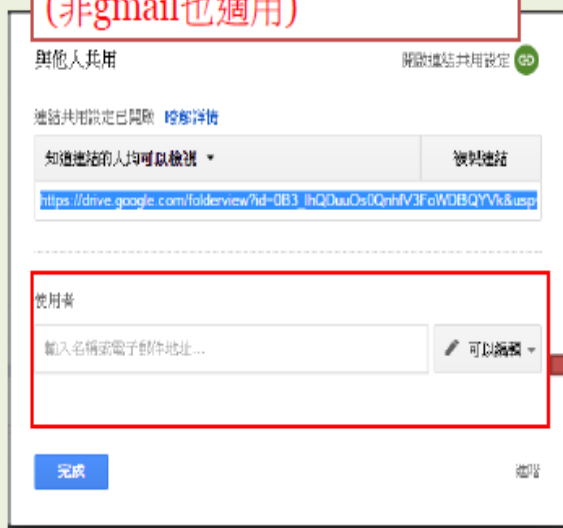 (非gmail也適用)
與他人共用
開啟連結共用設定
連結共用設定已開啟 瞭解詳情
知道連結的人均可以檢視
複製連結
https://drive.google.com/folderview?id=0B3_lhQDuuOs0QnhfV3FoWDBQYVk&usp
使用者
輸入名稱或電子郵件地址...
可以編輯
完成
進階